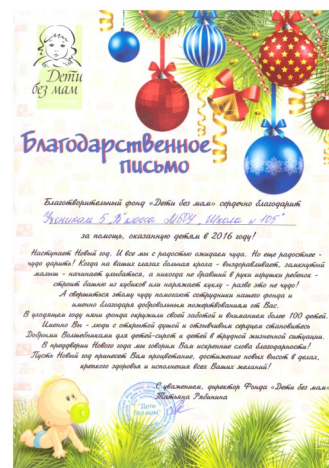 Дети
без мам
Благодарственное
письмо
Благотворительный фонд «Дети без мам» сердечно благодарит
Учеников 5 "В" класса МБОУ "Школа № 105"
за помощь, оказанную детям в 2016 году!
Наступает Новый год. И все мы с радостью ожидаем чуда. Но еще радостнее -
чудо дарить! Когда на ваших глазах больная кроха - выздоравливает, замкнутый
малыш - начинает улыбаться, а никогда не бравший в руки игрушки ребенок -
строит башню из кубиков или наряжает куклу - разве это не чудо!
А свершиться этому чуду помогают сотрудники нашего фонда и
именно благодаря добровольным пожертвованиям от Вас.
В уходящем году няни фонда окружили своей заботой и вниманием более 100 детей.
Именно Вы - люди с открытой душой и отзывчивым сердцем становитесь
Добрыми Волшебниками для детей-сирот и детей в трудной жизненной ситуации.
В преддверии Нового года мы говорим Вам искренние слова благодарности!
Пусть Новый год принесет Вам процветание, достижение новых высот в делах,
крепкого здоровья и исполнения всех Ваших желаний!
С уважением, директор Фонда «Дети без мам»
Татьяна Рябинина
"Дети
без мам"